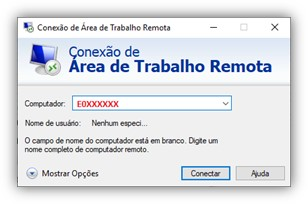 Conexão de Área de Trabalho Remota
Conexão de
Área de Trabalho Remota
Computador: E0XXXXXX
Nome de usuário: Nenhum especi...
O campo de nome do computador está em branco. Digite um
nome completo de computador remoto.
Mostrar Opções Conectar Ajuda